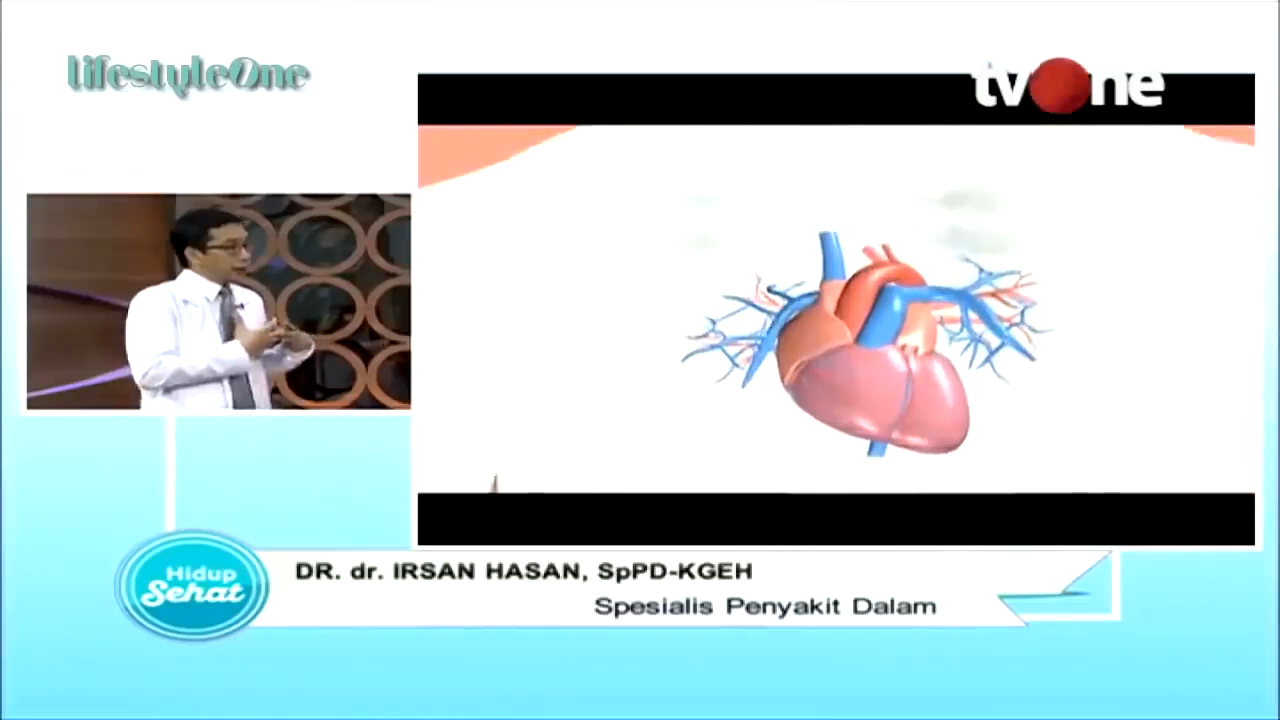 lifestyleOne
tvOne
DR. dr. IRSAN HASAN, SpPD-KGEH
Hidup
Sehat
Spesialis Penyakit Dalam